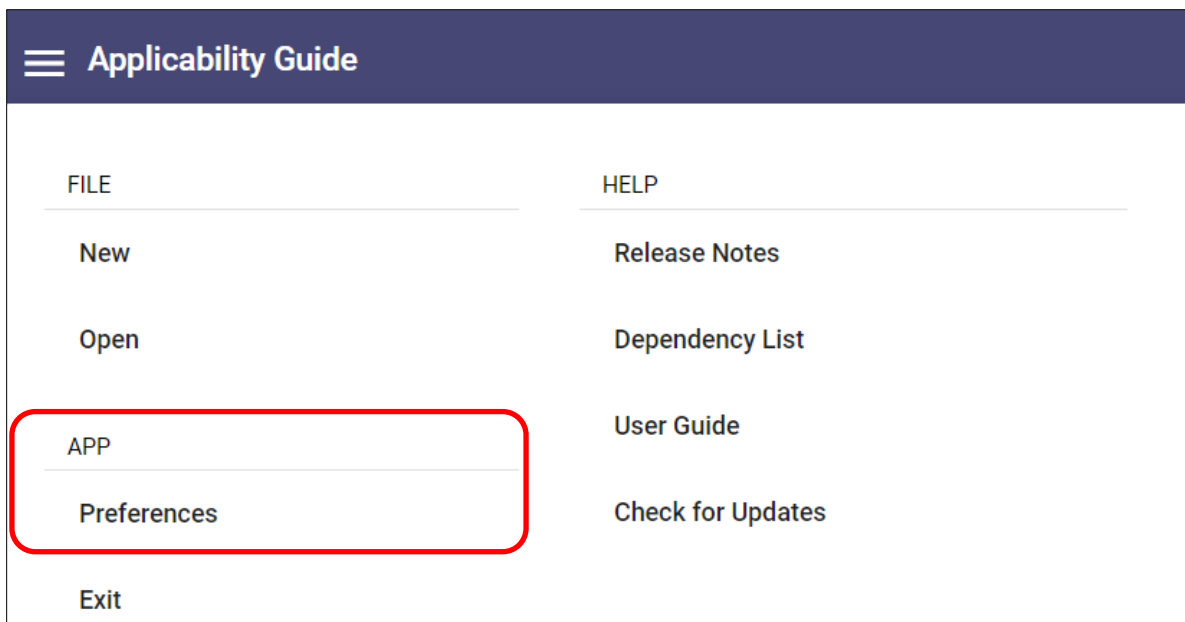 Applicability Guide
FILE
New
Open
APP
Preferences
Exit
HELP
Release Notes
Dependency List
User Guide
Check for Updates